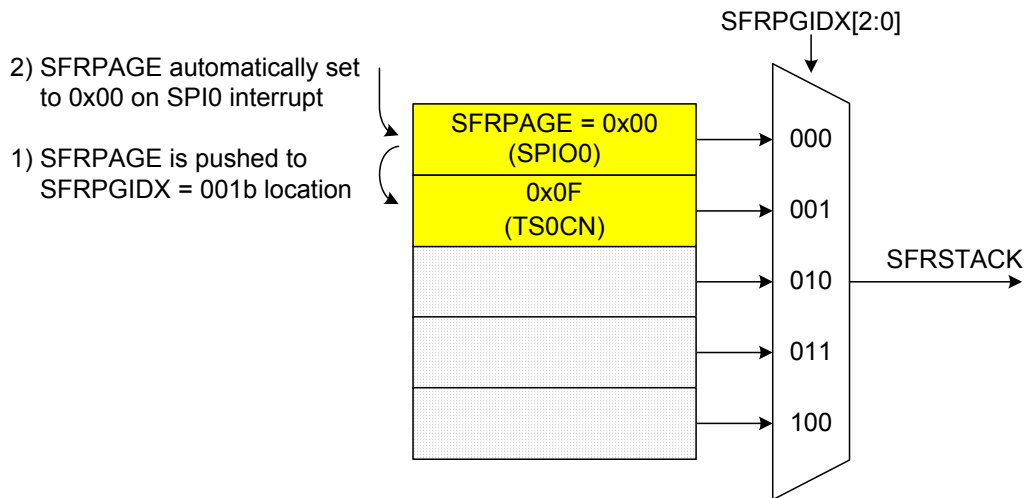 SFRPGIDX[2:0]
2) SFRPAGE automatically set
to 0x00 on SPI0 interrupt
1) SFRPAGE is pushed to
SFRPGIDX = 001b location
SFRPAGE = 0x00
(SPIO0)
0x0F
(TS0CN)
000
001
010
011
100
SFRSTACK